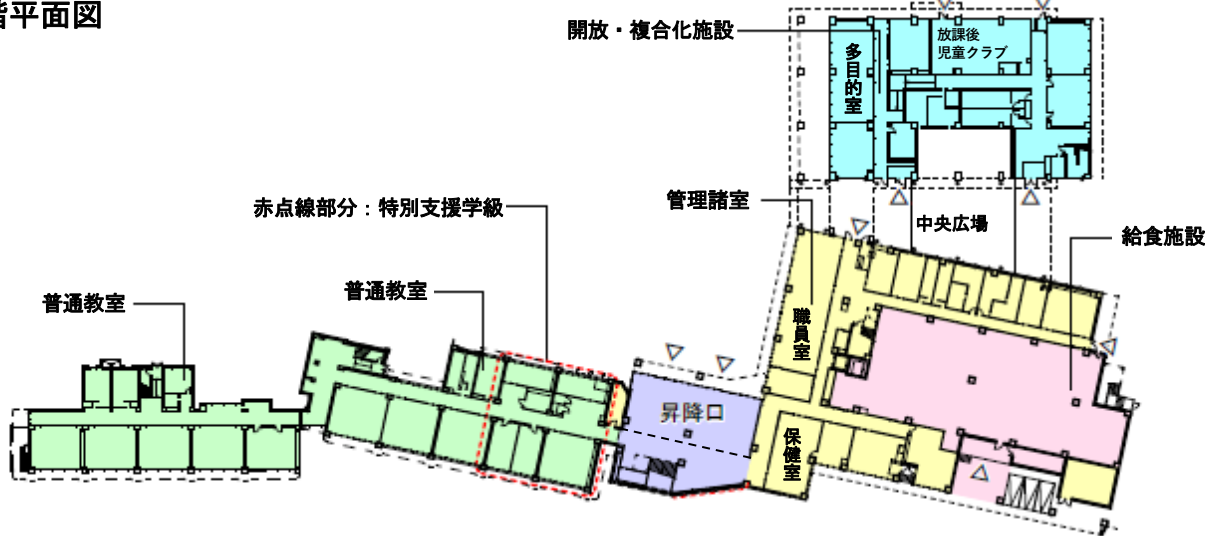 階平面図
開放・複合化施設
放課後
児童クラブ
多目的室
赤点線部分：特別支援学級
管理諸室
中央広場
給食施設
普通教室
普通教室
職員室
昇降口
保健室